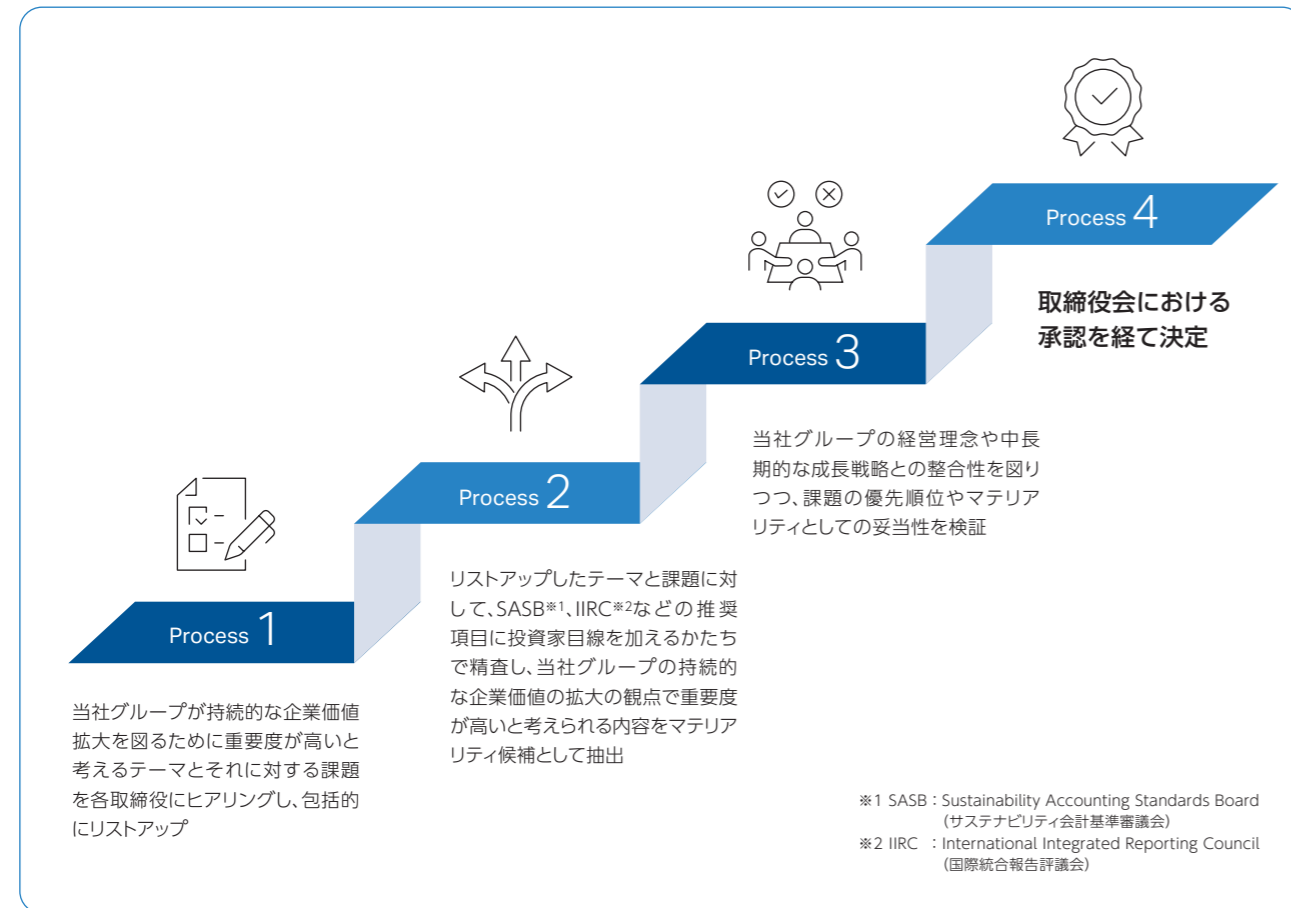 Process 1
当社グループが持続的な企業価値
拡大を図るために重要度が高いと
考えるテーマとそれに対する課題
を各取締役にヒアリングし、包括的
にリストアップ
Process 2
リストアップしたテーマと課題に対
して、SASB※1、IIRC※2などの推奨
項目に投資家目線を加えるかたち
で精査し、当社グループの持続的
な企業価値の拡大の観点で重要度
が高いと考えられる内容をマテリア
リティ候補として抽出
Process 3
当社グループの経営理念や中長
期的な成長戦略との整合性を図り
つつ、課題の優先順位やマテリア
リティとしての妥当性を検証
Process 4
取締役会における
承認を経て決定
※1 SASB：Sustainability Accounting Standards Board
（サステナビリティ会計基準審議会）
※2 IIRC ：International Integrated Reporting Council
（国際統合報告評議会）